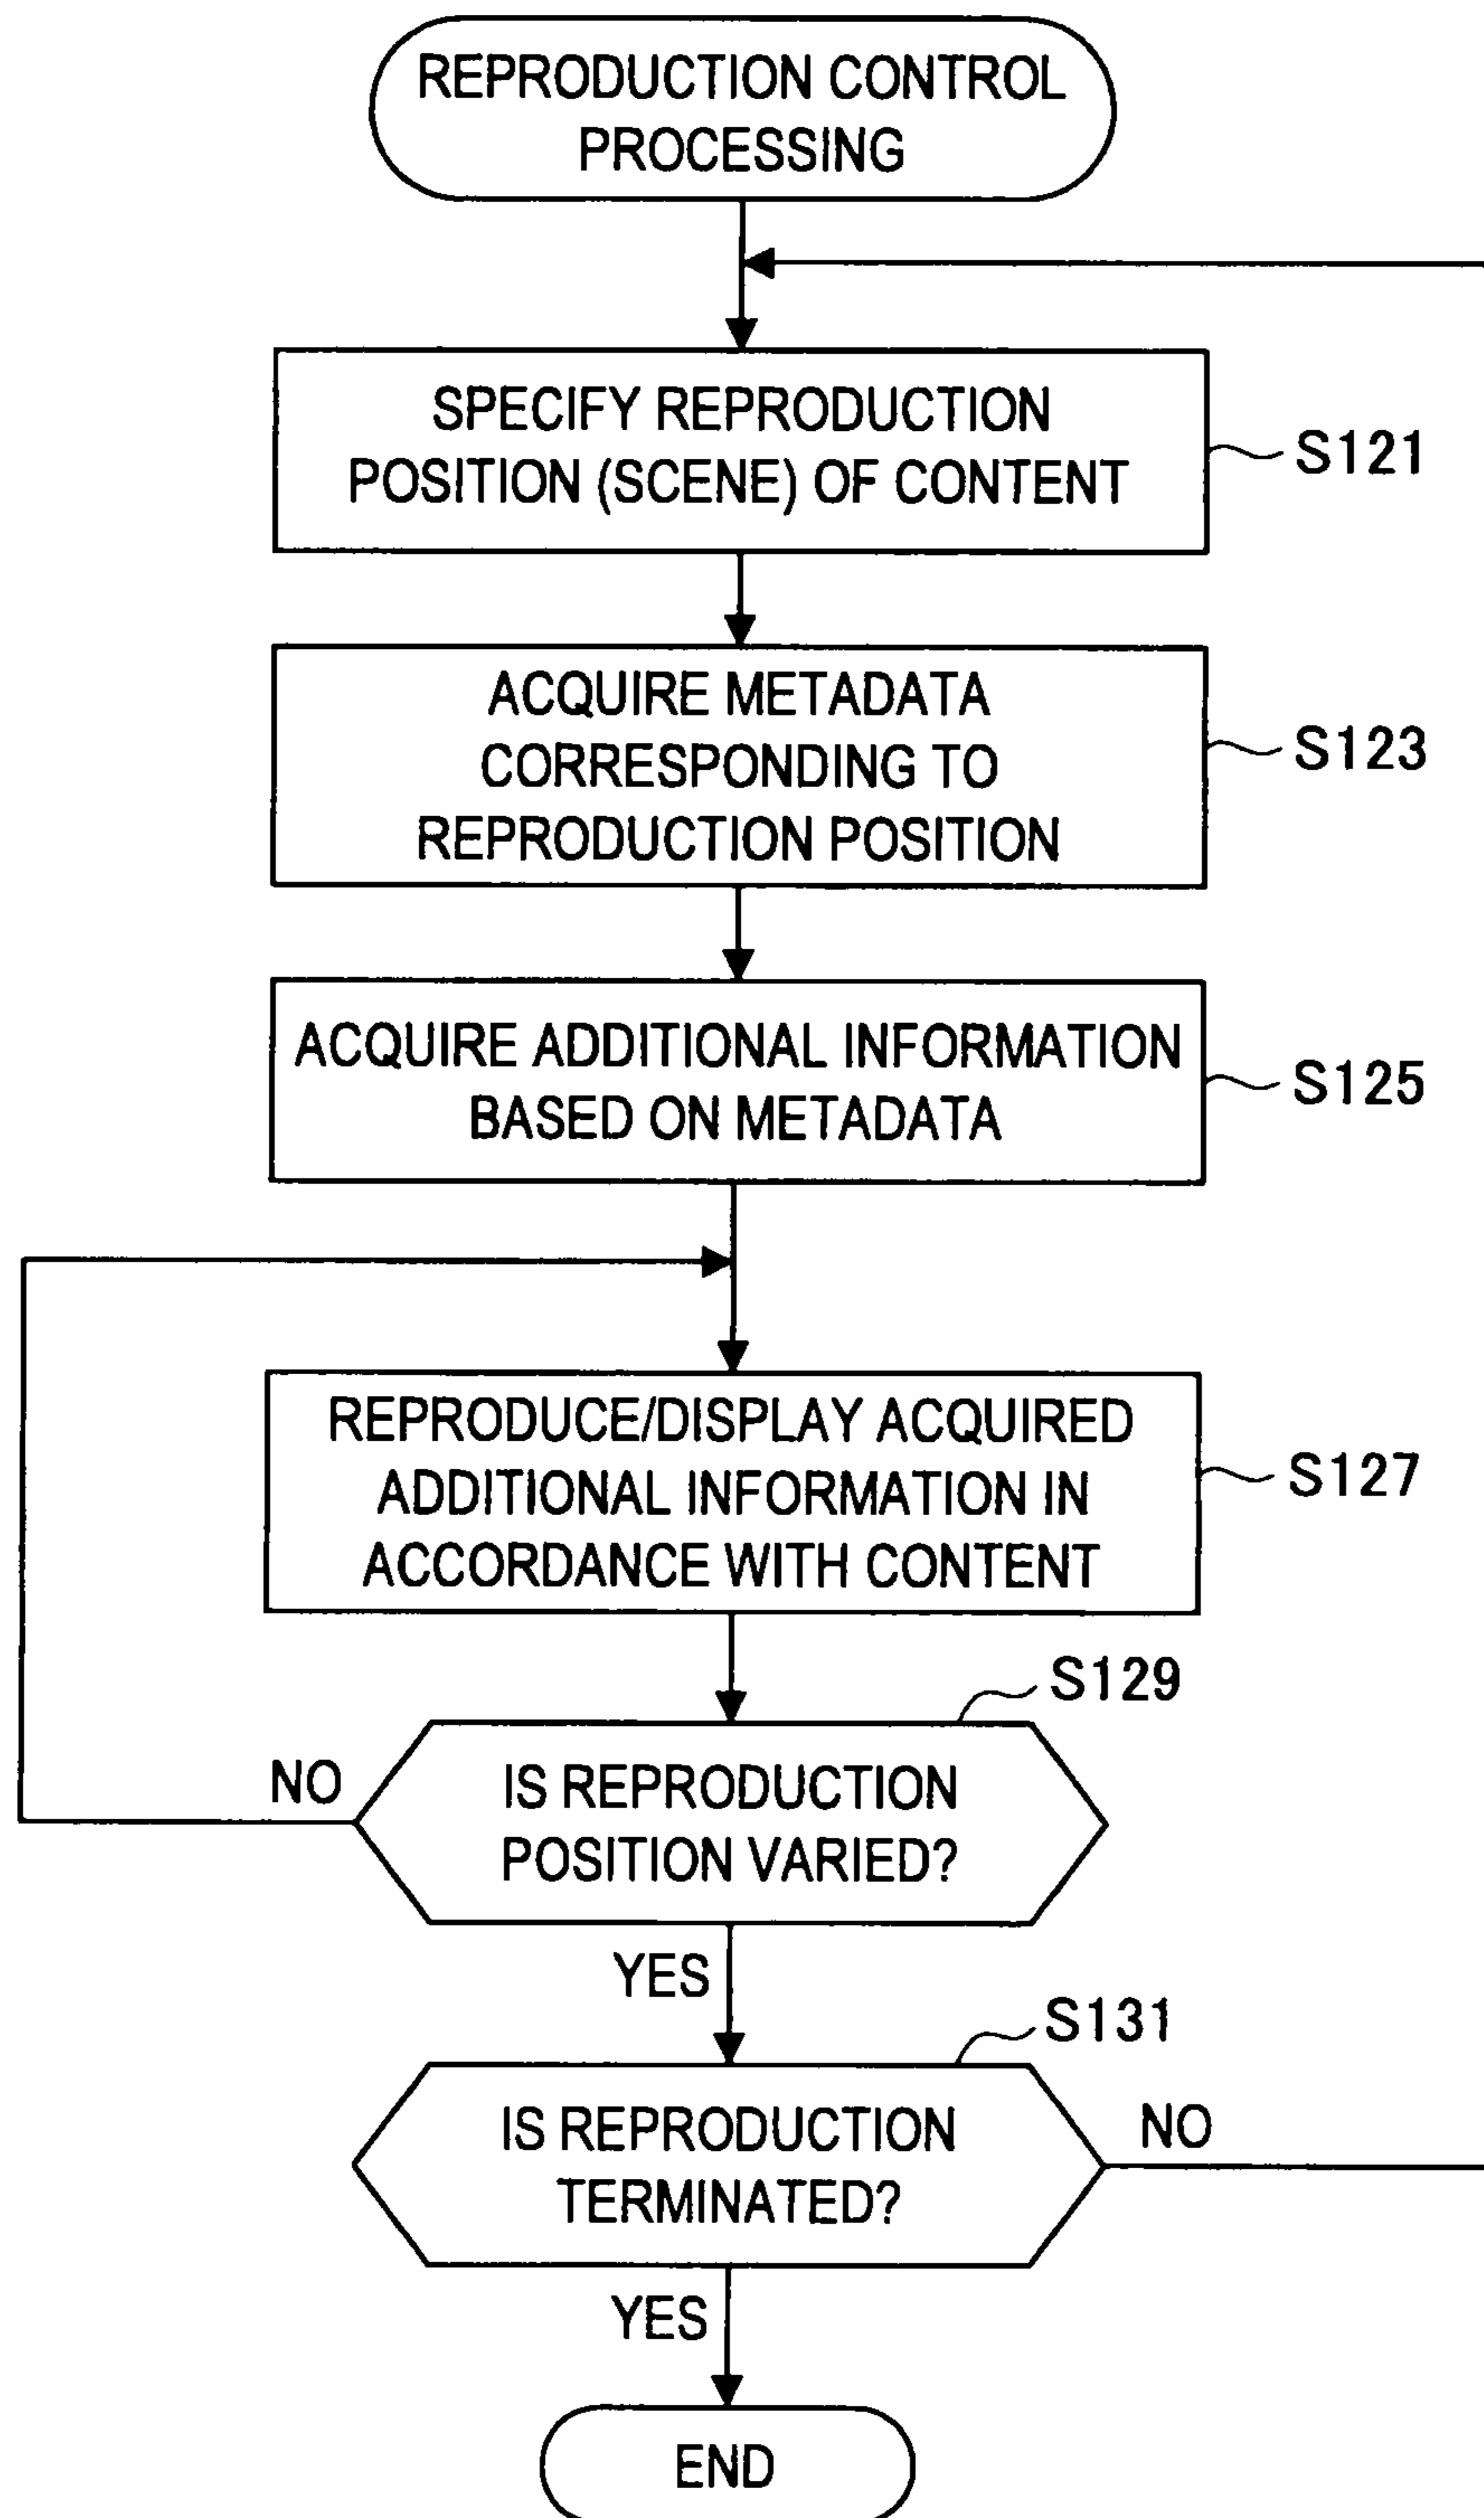 REPRODUCTION CONTROL
PROCESSING
SPECIFY REPRODUCTION
POSITION (SCENE) OF CONTENT
S121
ACQUIRE METADATA
CORRESPONDING TO
REPRODUCTION POSITION
S123
ACQUIRE ADDITIONAL INFORMATION
BASED ON METADATA
S125
REPRODUCE/DISPLAY ACQUIRED
ADDITIONAL INFORMATION IN
ACCORDANCE WITH CONTENT
S127
S129
NO
IS REPRODUCTION
POSITION VARIED?
YES
S131
IS REPRODUCTION
TERMINATED?
NO
YES
END